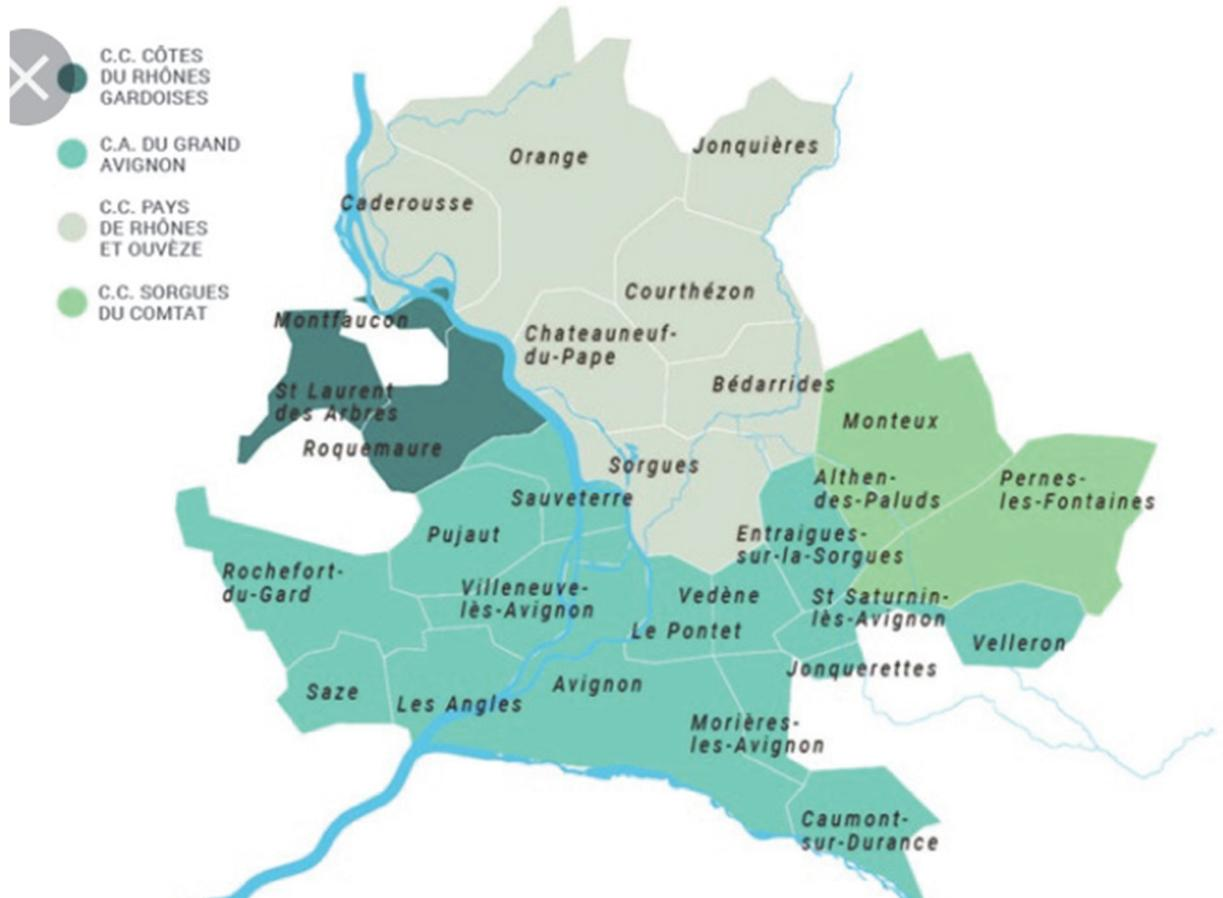 C.C. CÔTES
DU RHÔNES
GARDOISES
C.A. DU GRAND
AVIGNON
C.C. PAYS
DE RHÔNES
ET OUVÈZE
C.C. SORGUES
DU COMTAT
Orange
Jonquières
Caderousse
Courthézon
Montfaucon
Chateauneuf-
du-Pape
Bédarrides
St Laurent
des Arbres
Monteux
Roquemaure
Sorgues
Althen-
des-Paluds
Pernes-
les-Fontaines
Sauveterre
Pujaut
Entraigues-
sur-la-Sorgues
Rochefort-
du-Gard
Villeneuve-
lès-Avignon
Vedène
St Saturnin-
lès-Avignon
Le Pontet
Velleron
Jonquerettes
Saze
Les Angles
Avignon
Morières-
les-Avignon
Caumont-
sur-Durance